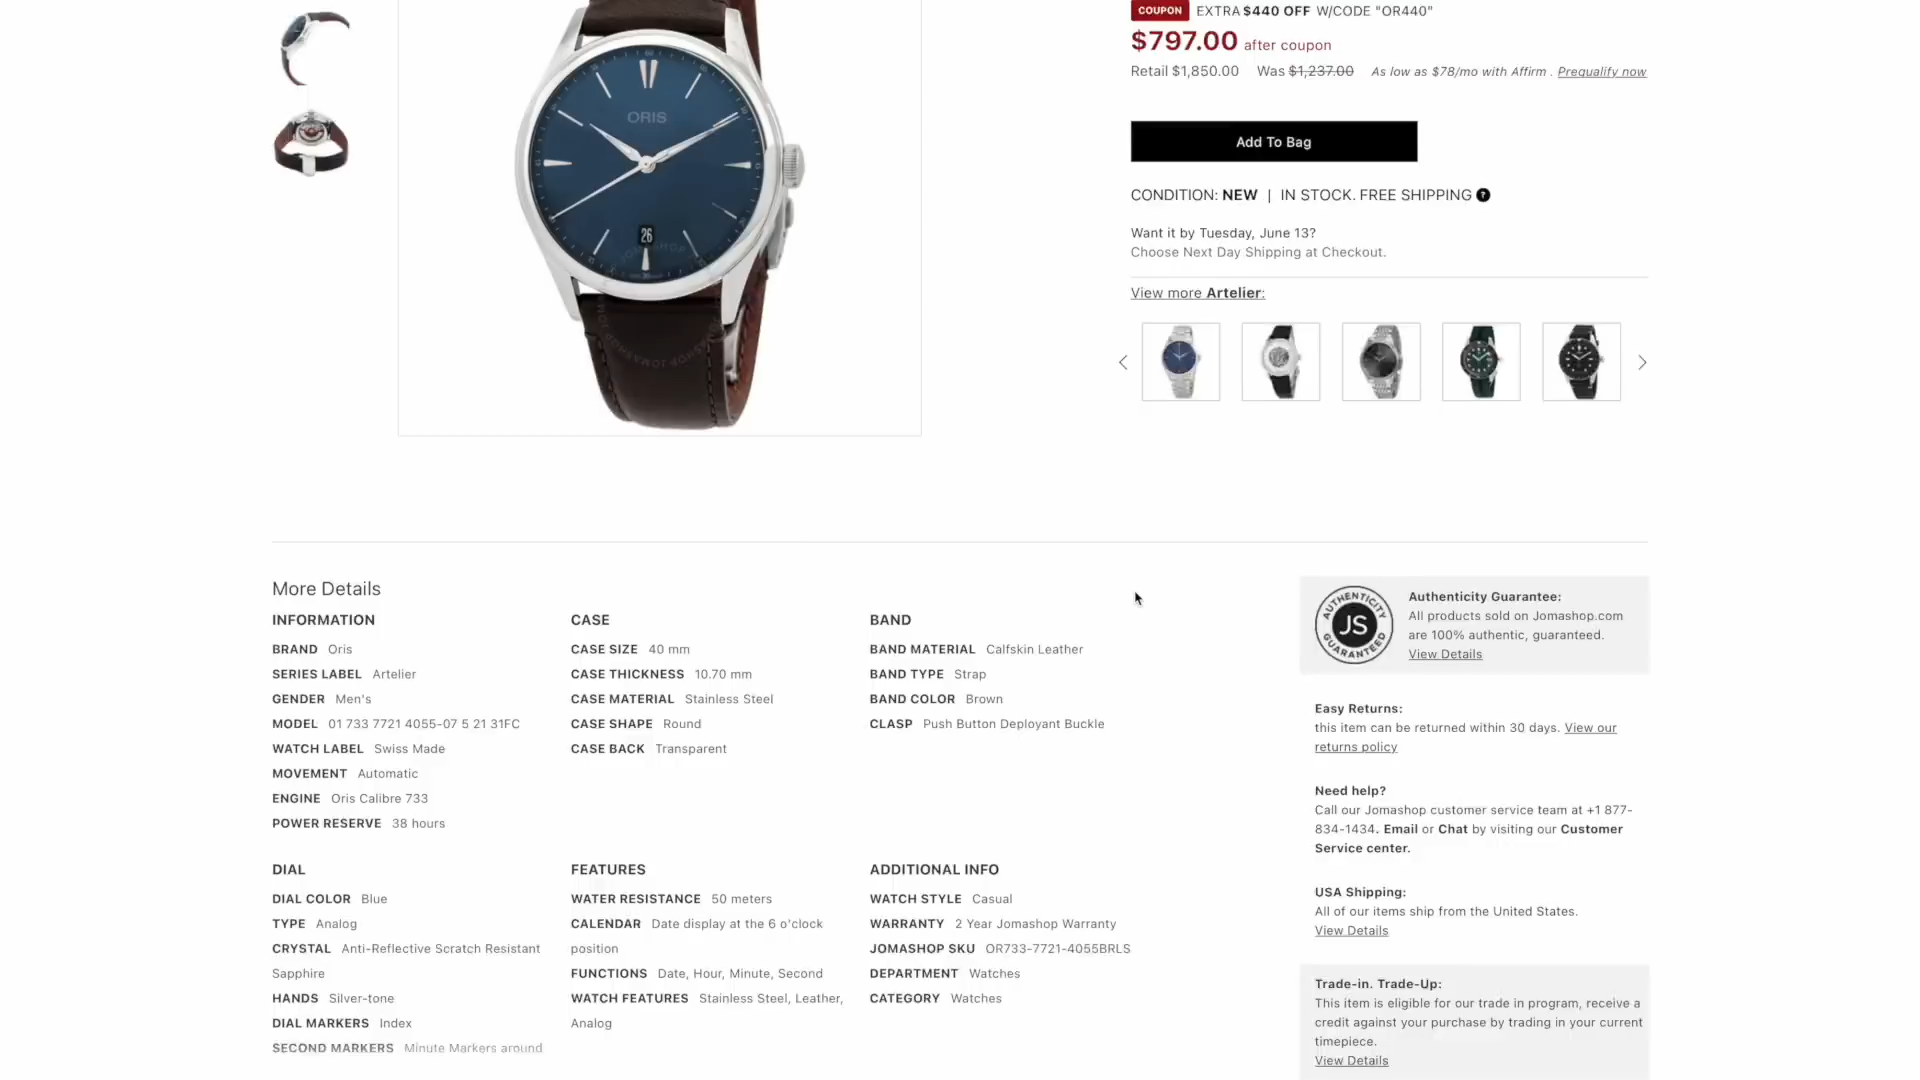 COUPON EXTRA $440 OFF W/CODE "OR440"
$797.00 after coupon
Retail $1,850.00 Was $1,237.00 As low as $78/mo with Affirm . Prequalify now
Add To Bag
CONDITION: NEW | IN STOCK. FREE SHIPPING ?
Want it by Tuesday, June 13?
Choose Next Day Shipping at Checkout.
View more Artelier:
ORIS
26
More Details
INFORMATION
BRAND Oris
SERIES LABEL Artelier
GENDER Men's
MODEL 01 733 7721 4055-07 5 21 31FC
WATCH LABEL Swiss Made
MOVEMENT Automatic
ENGINE Oris Calibre 733
POWER RESERVE 38 hours
CASE
CASE SIZE 40 mm
CASE THICKNESS 10.70 mm
CASE MATERIAL Stainless Steel
CASE SHAPE Round
CASE BACK Transparent
BAND
BAND MATERIAL Calfskin Leather
BAND TYPE Strap
BAND COLOR Brown
CLASP Push Button Deployant Buckle
DIAL
DIAL COLOR Blue
TYPE Analog
CRYSTAL Anti-Reflective Scratch Resistant
Sapphire
HANDS Silver-tone
DIAL MARKERS Index
SECOND MARKERS Minute Markers around
FEATURES
WATER RESISTANCE 50 meters
CALENDAR Date display at the 6 o'clock
position
FUNCTIONS Date, Hour, Minute, Second
WATCH FEATURES Stainless Steel, Leather,
Analog
ADDITIONAL INFO
WATCH STYLE Casual
WARRANTY 2 Year Jomashop Warranty
JOMASHOP SKU OR733-7721-4055BRLS
DEPARTMENT Watches
CATEGORY Watches
AUTHENTICITY
JS
GUARANTEED
Authenticity Guarantee:
All products sold on Jomashop.com
are 100% authentic, guaranteed.
View Details
Easy Returns:
this item can be returned within 30 days. View our
returns policy
Need help?
Call our Jomashop customer service team at +1 877-
834-1434. Email or Chat by visiting our Customer
Service center.
USA Shipping:
All of our items ship from the United States.
View Details
Trade-in. Trade-Up:
This item is eligible for our trade in program, receive a
credit against your purchase by trading in your current
timepiece.
View Details